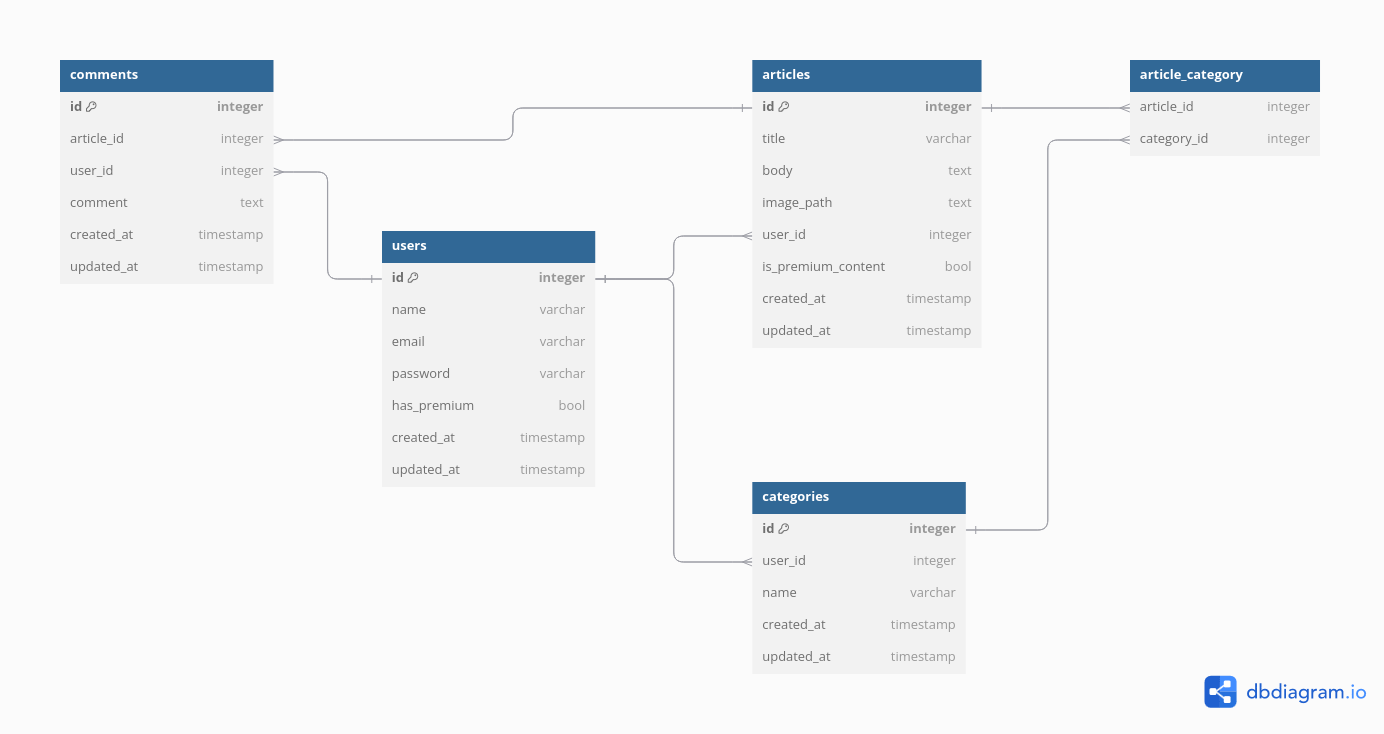 comments
id integer
article_id integer
user_id integer
comment text
created_at timestamp
updated_at timestamp
users
id integer
name varchar
email varchar
password varchar
has_premium bool
created_at timestamp
updated_at timestamp
articles
id integer
title varchar
body text
image_path text
user_id integer
is_premium_content bool
created_at timestamp
updated_at timestamp
categories
id integer
user_id integer
name varchar
created_at timestamp
updated_at timestamp
article_category
article_id integer
category_id integer
dbdiagram.io